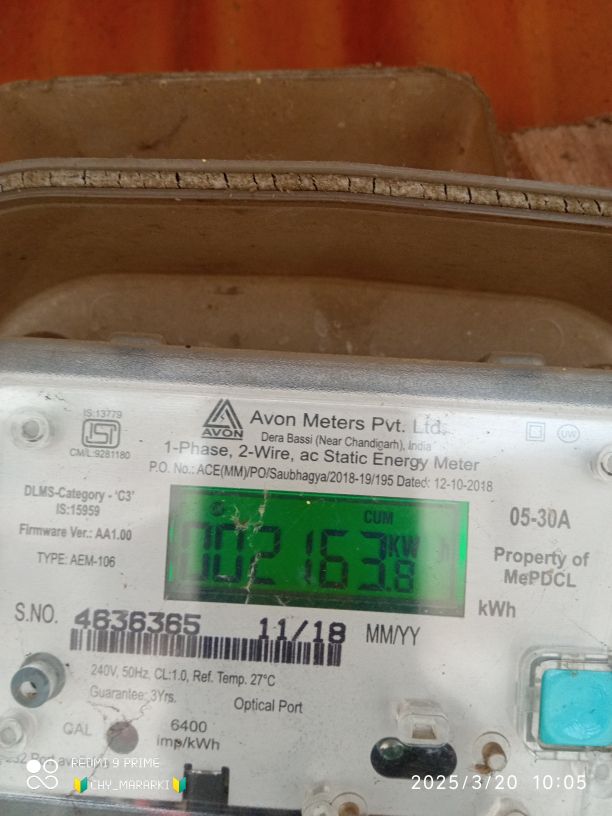 IS:13779
CM/L:9281180
AVON
Avon Meters Pvt. Ltd.
Dera Bassi (Near Chandigarh), India
1-Phase, 2-Wire, ac Static Energy Meter
P.O. No.: ACE(MM)/PO/Saubhagya/2018-19/195 Dated: 12-10-2018
UW
DLMS-Category - 'C3'
IS:15959
Firmware Ver.: AA1.00
TYPE: AEM-106
CUM
002163.8
KW
05-30A
Property of
MePDCL
kWh
S.NO. 4636365 11/18 MM/YY
240V, 50Hz, CL:1.0, Ref. Temp. 27°C
Guarantee: 3Yrs.
Optical Port
CAL
6400
imp/kWh
REDMI 9 PRIME
CHY_MARARKI
2025/3/20 10:05